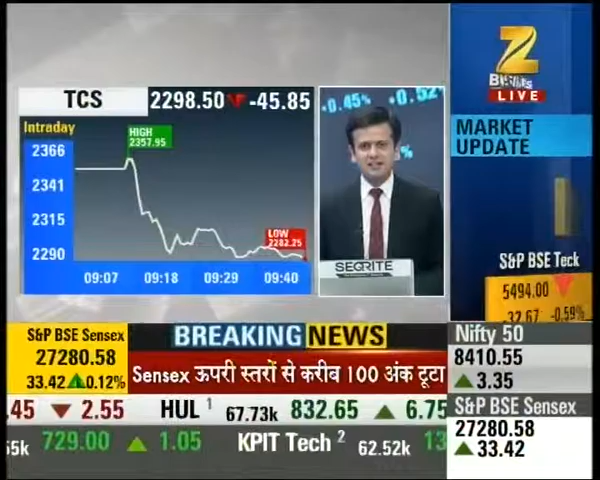 TCS 2298.50 -45.85
Intraday
HIGH
2357.95
2366
2341
2315
2290
LOW
2282.25
09:07 09:18 09:29 09:40
+0.45% +0.52%
%
SEQRITE
Z
BUSINESS
LIVE
MARKET
UPDATE
S&P BSE Teck
5494.00
32.67 -0.59%
S&P BSE Sensex
27280.58
33.42 0.12%
BREAKING NEWS
Sensex ऊपरी स्तरों से करीब 100 अंक टूटा
Nifty 50
8410.55
3.35
S&P BSE Sensex
27280.58
33.42
.45 2.55 HUL 1 67.73k 832.65 6.75
55k 729.00 1.05 KPIT Tech 2 62.52k 13